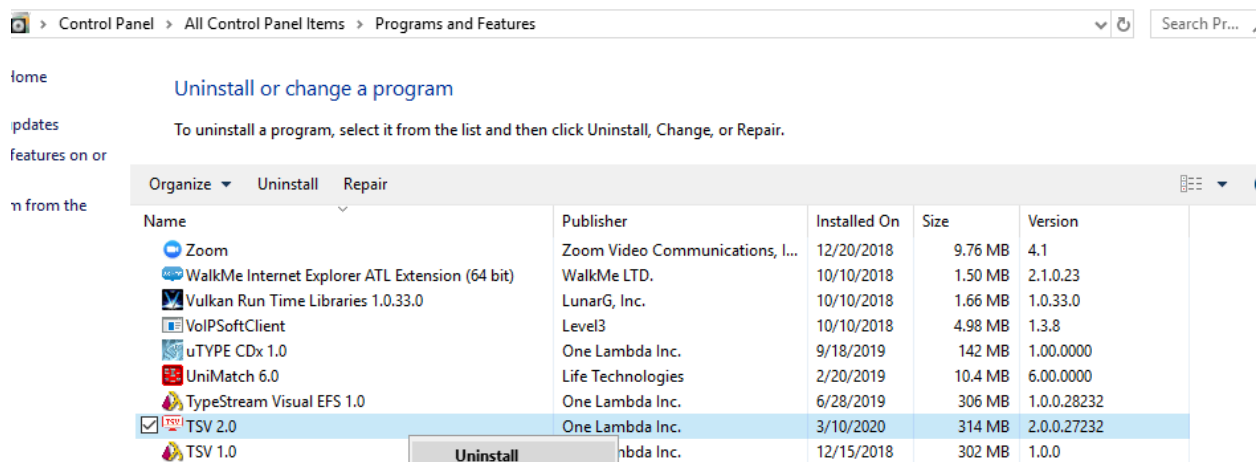 Control Panel > All Control Panel Items > Programs and Features Search Pr...
Home
Uninstall or change a program
updates
To uninstall a program, select it from the list and then click Uninstall, Change, or Repair.
features on or
Organize Uninstall Repair
m from the
Name Publisher Installed On Size Version
Zoom Zoom Video Communications, I... 12/20/2018 9.76 MB 4.1
WalkMe Internet Explorer ATL Extension (64 bit) WalkMe LTD. 10/10/2018 1.50 MB 2.1.0.23
Vulkan Run Time Libraries 1.0.33.0 LunarG, Inc. 10/10/2018 1.66 MB 1.0.33.0
VoIPSoftClient Level3 10/10/2018 4.98 MB 1.3.8
uTYPE CDx 1.0 One Lambda Inc. 9/18/2019 142 MB 1.00.0000
UniMatch 6.0 Life Technologies 2/20/2019 10.4 MB 6.00.0000
TypeStream Visual EFS 1.0 One Lambda Inc. 6/28/2019 306 MB 1.0.0.28232
TSV TSV 2.0 One Lambda Inc. 3/10/2020 314 MB 2.0.0.27232
TSV 1.0 nbda Inc. 12/15/2018 302 MB 1.0.0
Uninstall